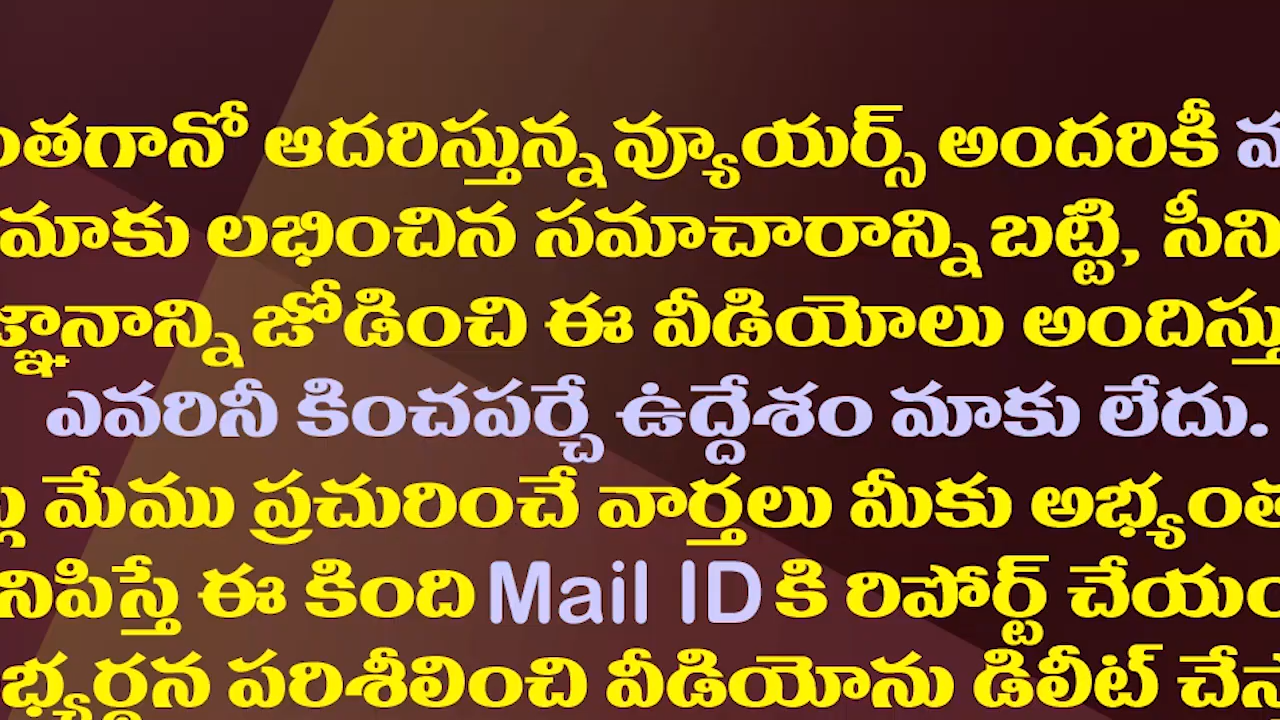 ంతగానో ఆదరిస్తున్న వ్యూయర్స్ అందరికీ
మాకు లభించిన సమాచారాన్ని బట్టి, సీని
జ్ఞానాన్ని జోడించి ఈ వీడియోలు అందిస్తు
ఎవరినీ కించపర్చే ఉద్దేశం మాకు లేదు.
మేము ప్రచురించే వార్తలు మీకు అభ్యంత
నిపిస్తే ఈ కింది Mail ID కి రిపోర్ట్ చేయం
భ్యర్థన పరిశీలించి వీడియోను డిలీట్ చేస